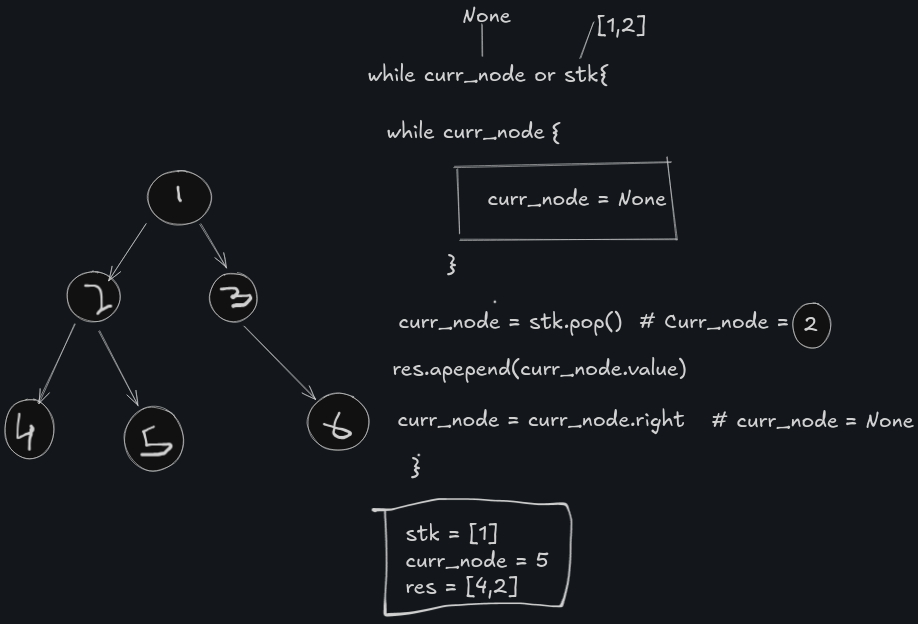 None
[1,2]
while curr_node or stk{
while curr_node {
1
curr_node = None
}
2
3
curr_node = stk.pop() # Curr_node = 2
res.apepend(curr_node.value)
4
5
6
curr_node = curr_node.right # curr_node = None
}
stk = [1]
curr_node = 5
res = [4,2]